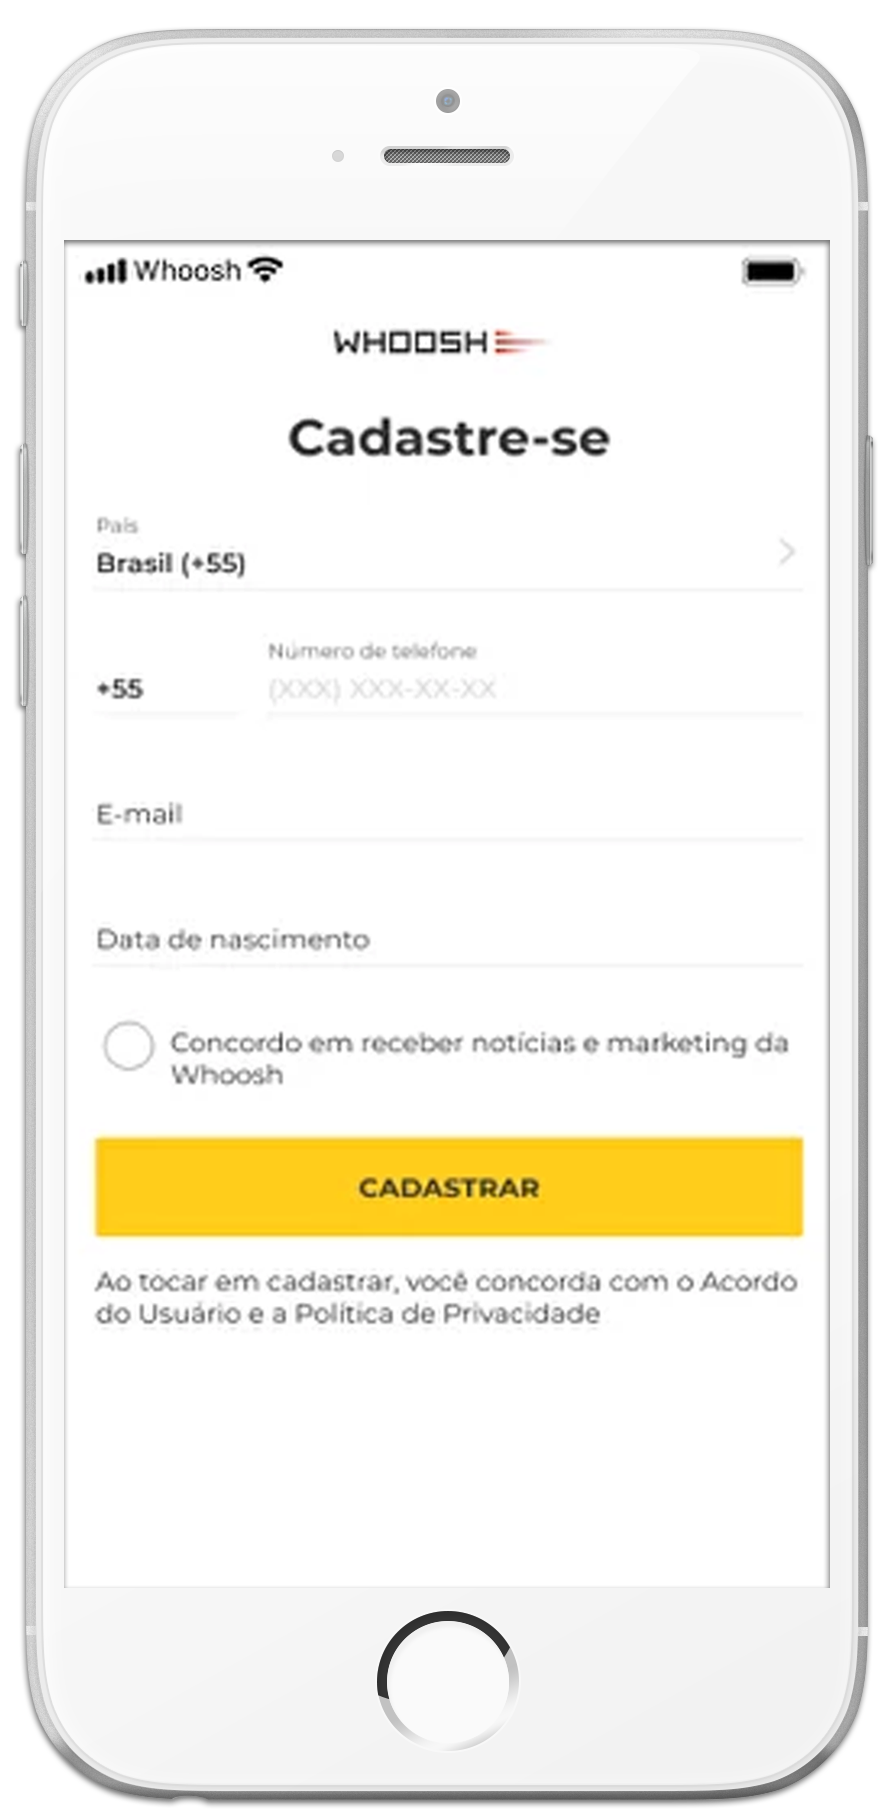 Whoosh
WHOOSH
Cadastre-se
País
Brasil (+55)
Número de telefone
+55 (XXX) XXX-XX-XX
E-mail
Data de nascimento
Concordo em receber notícias e marketing da
Whoosh
CADASTRAR
Ao tocar em cadastrar, você concorda com o Acordo
do Usuário e a Política de Privacidade